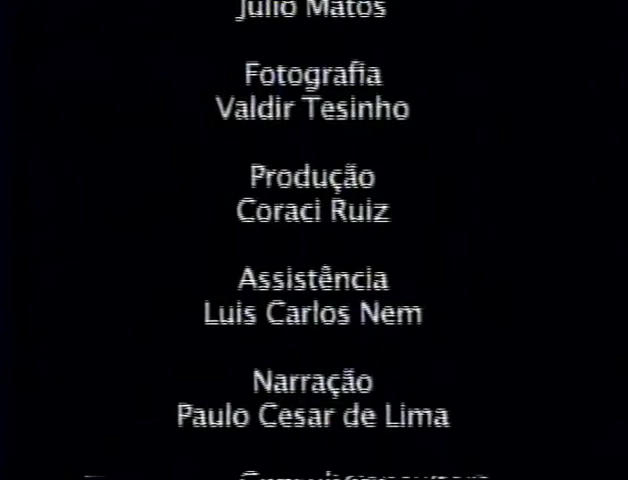 Julio Matos
Fotografia
Valdir Tesinho
Produção
Coraci Ruiz
Assistência
Luis Carlos Nem
Narração
Paulo Cesar de Lima